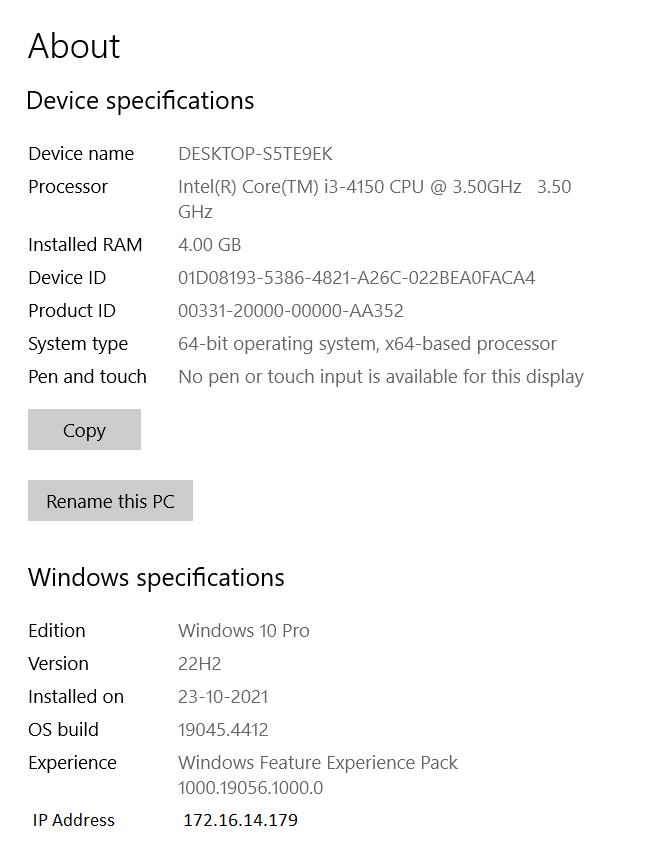 About
Device specifications
Device name DESKTOP-S5TE9EK
Processor Intel(R) Core(TM) i3-4150 CPU @ 3.50GHz 3.50
GHz
Installed RAM 4.00 GB
Device ID 01D08193-5386-4821-A26C-022BEA0FACA4
Product ID 00331-20000-00000-AA352
System type 64-bit operating system, x64-based processor
Pen and touch No pen or touch input is available for this display
Copy
Rename this PC
Windows specifications
Edition Windows 10 Pro
Version 22H2
Installed on 23-10-2021
OS build 19045.4412
Experience Windows Feature Experience Pack
1000.19056.1000.0
IP Address 172.16.14.179